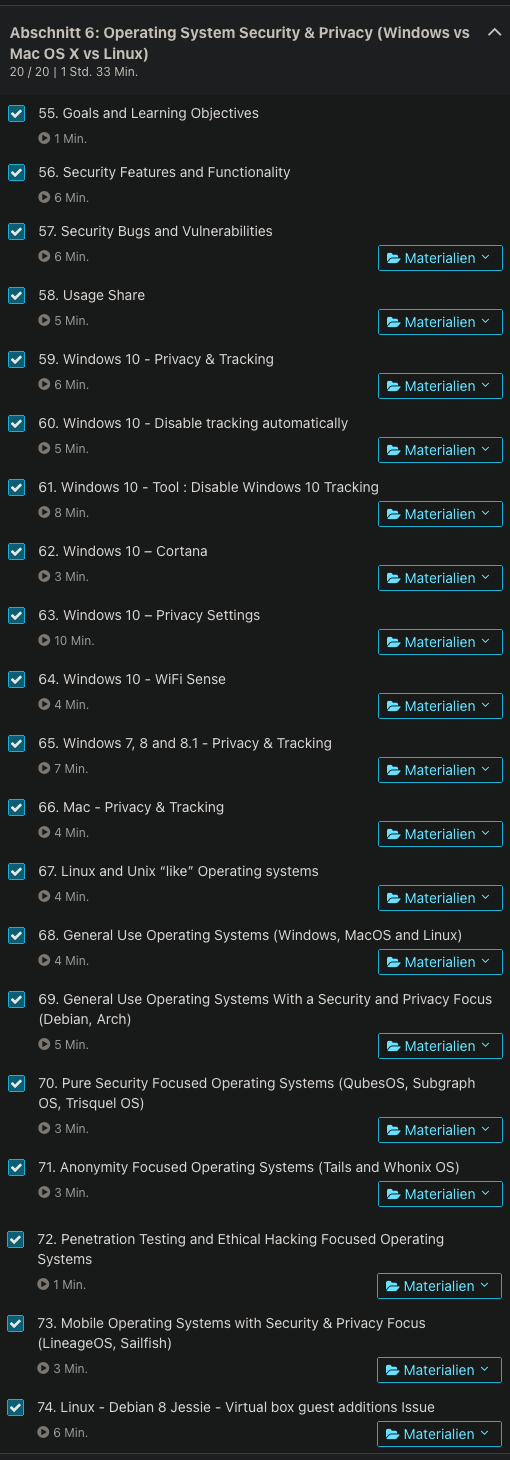 Abschnitt 6: Operating System Security & Privacy (Windows vs
Mac OS X vs Linux)
20 / 20 | 1 Std. 33 Min.
55. Goals and Learning Objectives
1 Min.
56. Security Features and Functionality
6 Min.
57. Security Bugs and Vulnerabilities
6 Min.
Materialien
58. Usage Share
5 Min.
Materialien
59. Windows 10 - Privacy & Tracking
6 Min.
Materialien
60. Windows 10 - Disable tracking automatically
5 Min.
Materialien
61. Windows 10 - Tool : Disable Windows 10 Tracking
8 Min.
Materialien
62. Windows 10 – Cortana
3 Min.
Materialien
63. Windows 10 – Privacy Settings
10 Min.
Materialien
64. Windows 10 - WiFi Sense
4 Min.
Materialien
65. Windows 7, 8 and 8.1 - Privacy & Tracking
7 Min.
Materialien
66. Mac - Privacy & Tracking
4 Min.
Materialien
67. Linux and Unix “like” Operating systems
4 Min.
Materialien
68. General Use Operating Systems (Windows, MacOS and Linux)
4 Min.
Materialien
69. General Use Operating Systems With a Security and Privacy Focus
(Debian, Arch)
5 Min.
Materialien
70. Pure Security Focused Operating Systems (QubesOS, Subgraph
OS, Trisquel OS)
3 Min.
Materialien
71. Anonymity Focused Operating Systems (Tails and Whonix OS)
3 Min.
Materialien
72. Penetration Testing and Ethical Hacking Focused Operating
Systems
1 Min.
Materialien
73. Mobile Operating Systems with Security & Privacy Focus
(LineageOS, Sailfish)
3 Min.
Materialien
74. Linux - Debian 8 Jessie - Virtual box guest additions Issue
6 Min.
Materialien